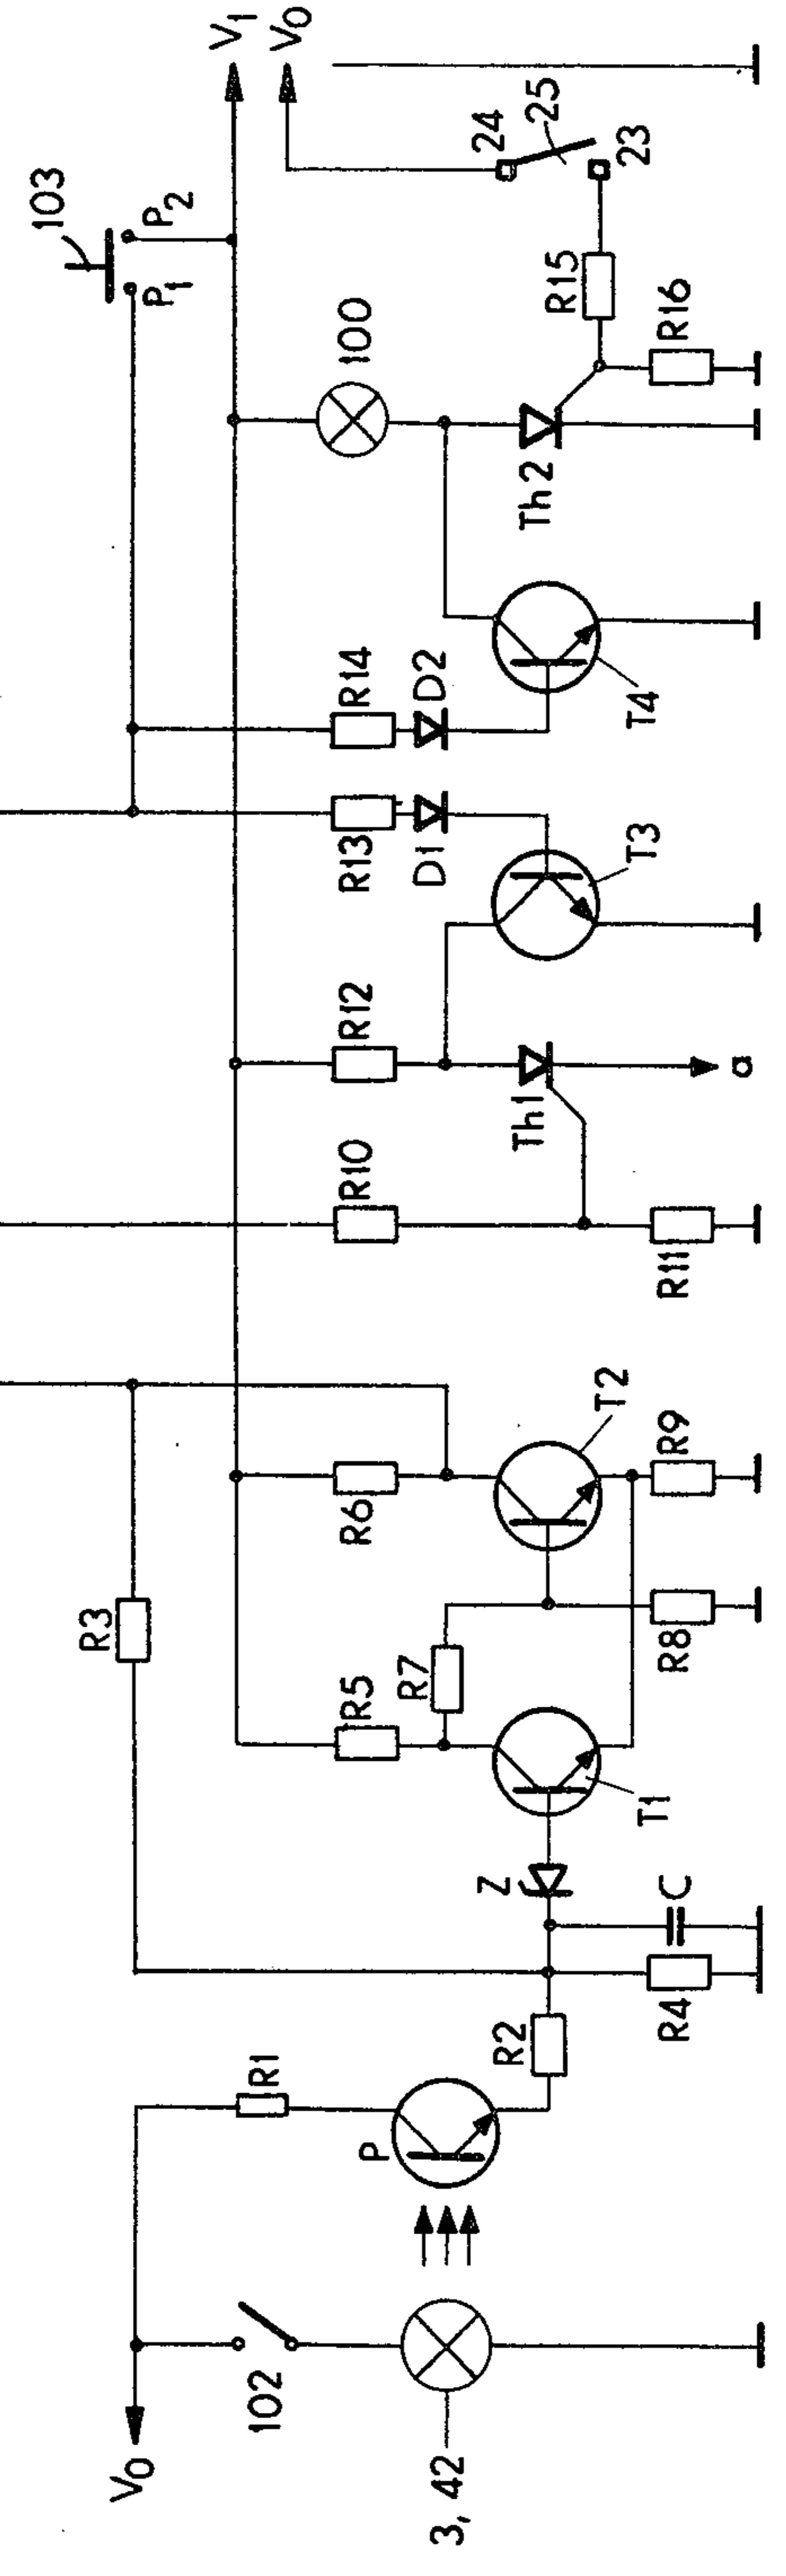 V1
V0
103
P1
P2
24
25
23
R15
R16
100
Th2
R14
D2
T4
R13
D1
T3
R12
Th1
a
R10
R11
R3
R6
T2
R9
R5
R7
R8
T1
Z
C
R4
R2
R1
P
V0
102
3, 42